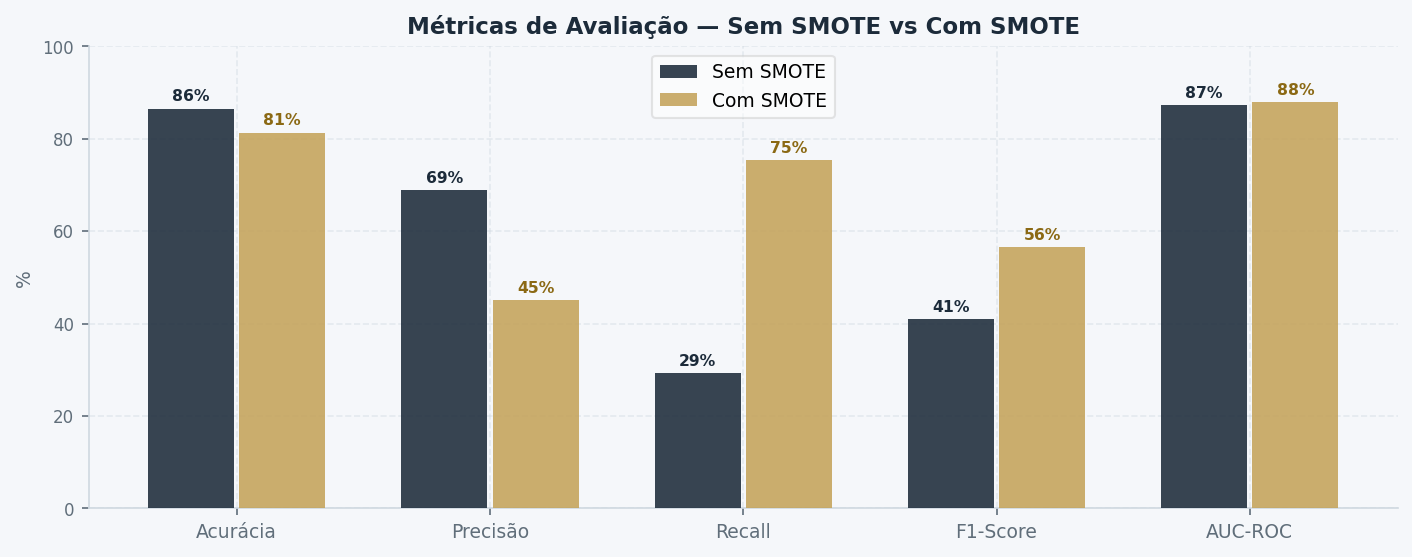 Métricas de Avaliação — Sem SMOTE vs Com SMOTE
Sem SMOTE
Com SMOTE
%
100
80
60
40
20
0
86%
81%
69%
45%
29%
75%
41%
56%
87%
88%
Acurácia
Precisão
Recall
F1-Score
AUC-ROC